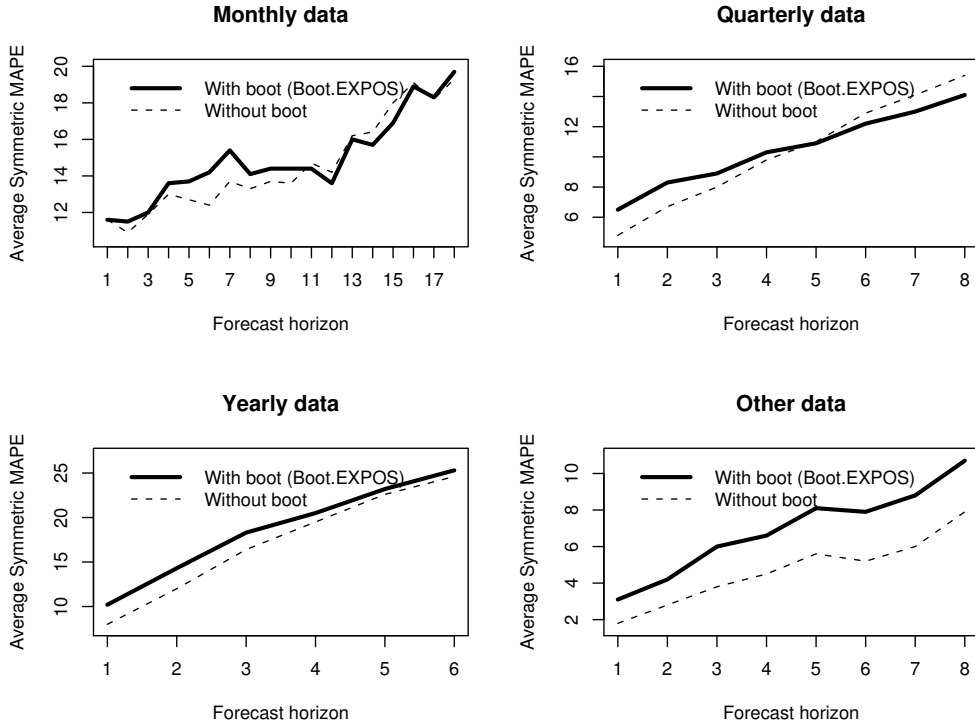 Monthly data
Average Symmetric MAPE
20
18
16
14
12
With boot (Boot.EXPOS)
Without boot
1 3 5 7 9 11 13 15 17
Forecast horizon
Quarterly data
Average Symmetric MAPE
16
12
8
6
With boot (Boot.EXPOS)
Without boot
1 2 3 4 5 6 7 8
Forecast horizon
Yearly data
Average Symmetric MAPE
25
20
15
10
With boot (Boot.EXPOS)
Without boot
1 2 3 4 5 6
Forecast horizon
Other data
Average Symmetric MAPE
10
8
6
4
2
With boot (Boot.EXPOS)
Without boot
1 2 3 4 5 6 7 8
Forecast horizon